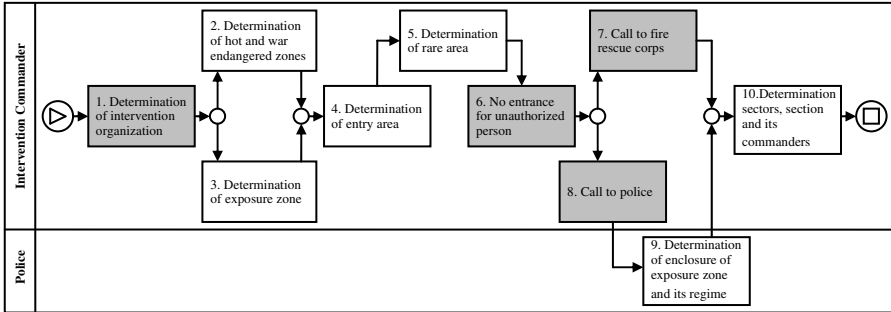 Intervention Commander
1. Determination
of intervention
organization
2. Determination
of hot and war
endangered zones
3. Determination
of exposure zone
4. Determination
of entry area
5. Determination
of rare area
6. No entrance
for unauthorized
person
7. Call to fire
rescue corps
8. Call to police
10.Determination
sectors, section
and its
commanders
Police
9. Determination
of enclosure of
exposure zone
and its regime